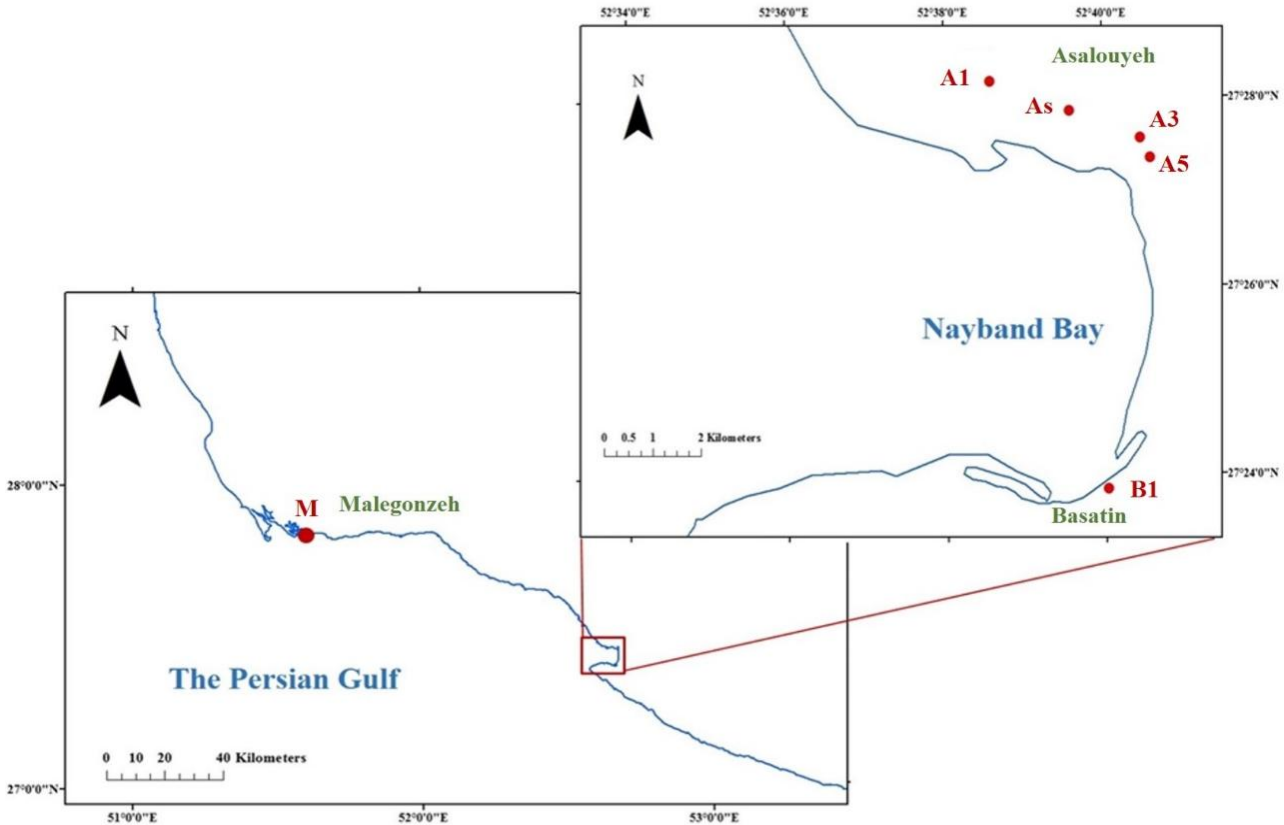 52°34'0"E 52°36'0"E 52°38'0"E 52°40'0"E
Asalouyeh
A1
As
A3
A5
N
27°28'0"N
27°26'0"N
27°24'0"N
Nayband Bay
0 0.5 1 2 Kilometers
B1
Basatin
N
28°0'0"N
M
Malegonzeh
The Persian Gulf
0 10 20 40 Kilometers
27°0'0"N
51°0'0"E 52°0'0"E 53°0'0"E